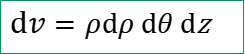 dv = ρdρ dθ dz